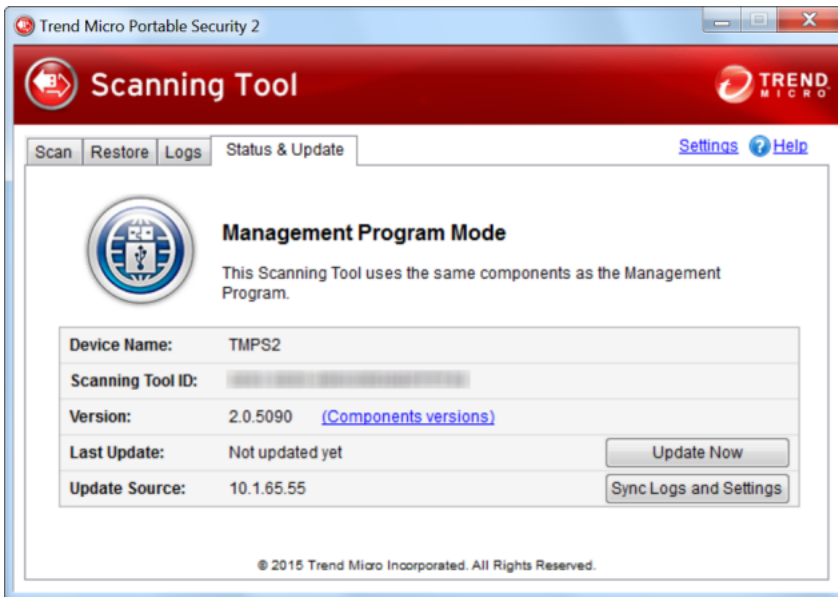 Trend Micro Portable Security 2
Scanning Tool
TREND MICRO
Scan Restore Logs Status & Update Settings Help
Management Program Mode
This Scanning Tool uses the same components as the Management
Program.
Device Name: TMPS2
Scanning Tool ID:
Version: 2.0.5090 (Components versions)
Last Update: Not updated yet Update Now
Update Source: 10.1.65.55 Sync Logs and Settings
© 2015 Trend Micro Incorporated. All Rights Reserved.